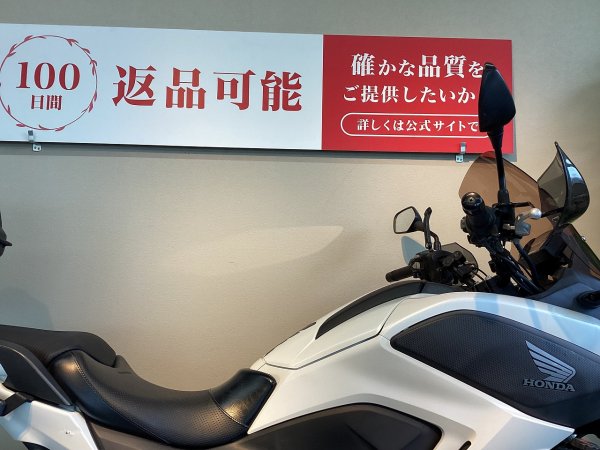 100
日間
返品可能
確かな品質を
ご提供したいか
詳しくは公式サイトで
HONDA